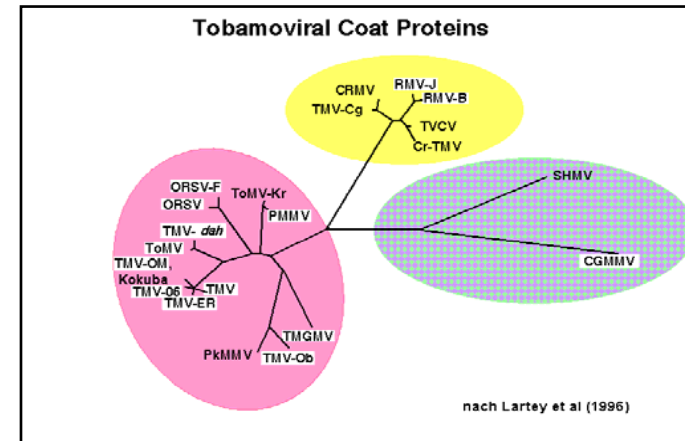 Tobamoviral Coat Proteins
CRMV
RMV-J
TMV-Cg
RMV-B
TVCV
Cr-TMV
SHMV
CGMMV
ORSV-F
ToMV-Kr
ORSV
PMMV
TMV- dah
ToMV
TMV-OM,
Kokuba
TMV-06
TMV
TMV-ER
TMGMV
PkMMV
TMV-Ob
nach Lartey et al (1996)